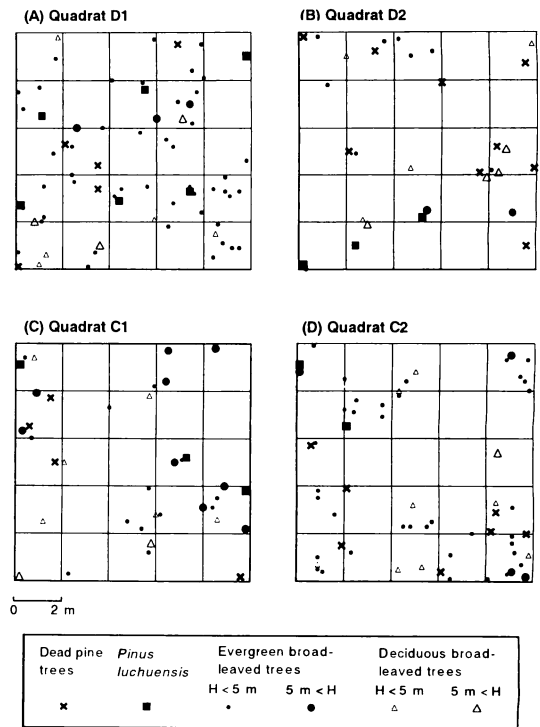 (A) Quadrat D1
(B) Quadrat D2
(C) Quadrat C1
(D) Quadrat C2
0 2 m
Dead pine trees
Pinus luchuensis
Evergreen broad-leaved trees
H < 5 m 5 m < H
Deciduous broad-leaved trees
H < 5 m 5 m < H